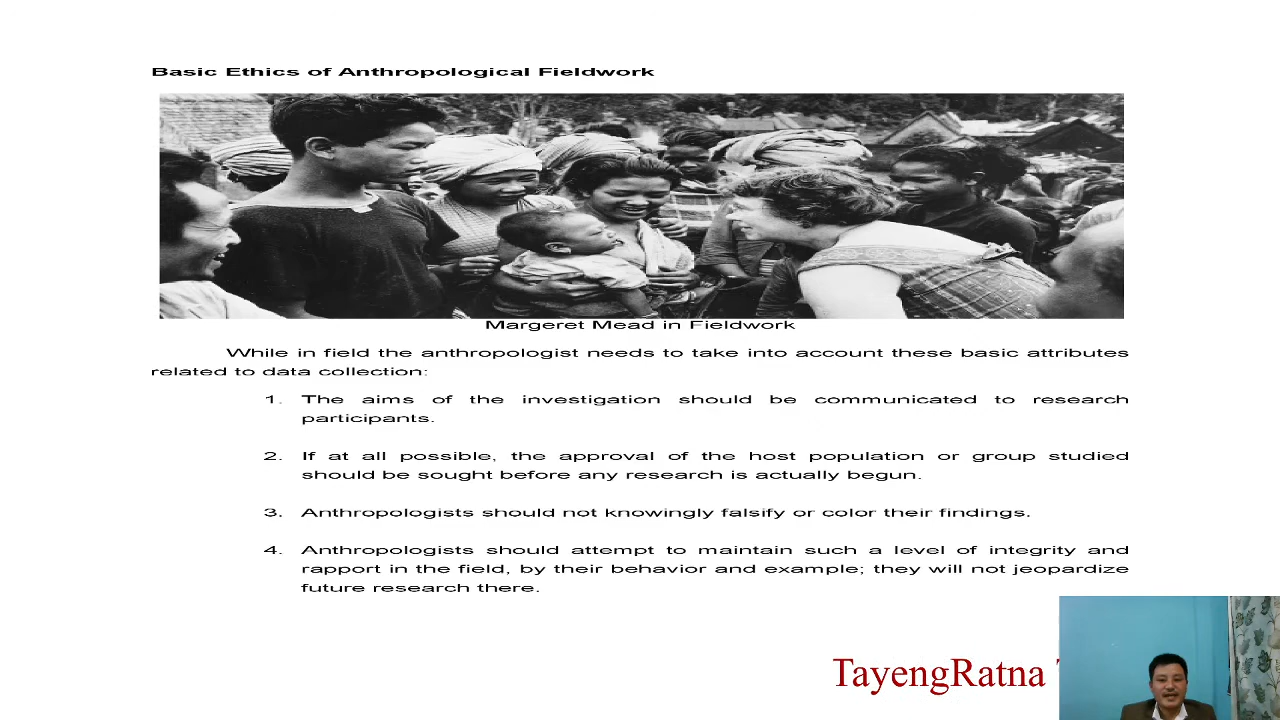 Basic Ethics of Anthropological Fieldwork
Margeret Mead in Fieldwork
While in field the anthropologist needs to take into account these basic attributes
related to data collection:
1. The aims of the investigation should be communicated to research
participants.
2. If at all possible, the approval of the host population or group studied
should be sought before any research is actually begun.
3. Anthropologists should not knowingly falsify or color their findings.
4. Anthropologists should attempt to maintain such a level of integrity and
rapport in the field, by their behavior and example; they will not jeopardize
future research there.
TayengRatna